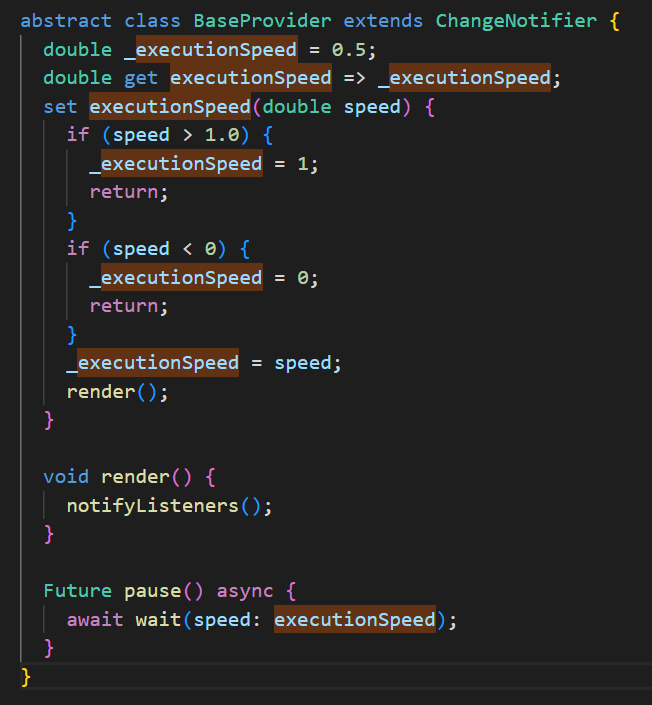 abstract class BaseProvider extends ChangeNotifier {
  double _executionSpeed = 0.5;
  double get executionSpeed => _executionSpeed;
  set executionSpeed(double speed) {
    if (speed > 1.0) {
      _executionSpeed = 1;
      return;
    }
    if (speed < 0) {
      _executionSpeed = 0;
      return;
    }
    _executionSpeed = speed;
    render();
  }

  void render() {
    notifyListeners();
  }

  Future pause() async {
    await wait(speed: executionSpeed);
  }
}